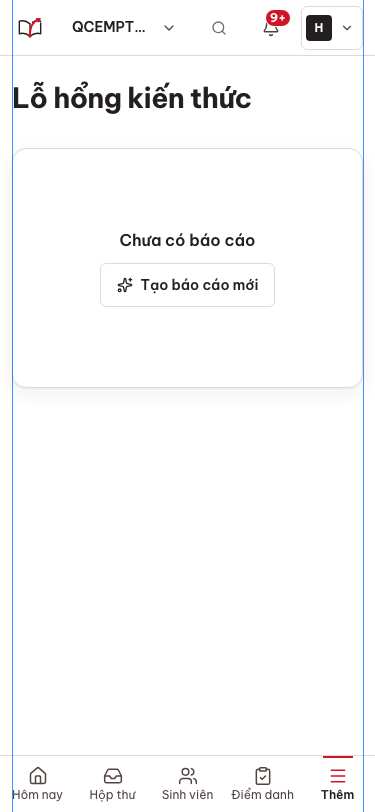 QCEMPT...
9+
H
Lỗ hổng kiến thức
Chưa có báo cáo
Tạo báo cáo mới
Hôm nay
Hộp thư
Sinh viên
Điểm danh
Thêm